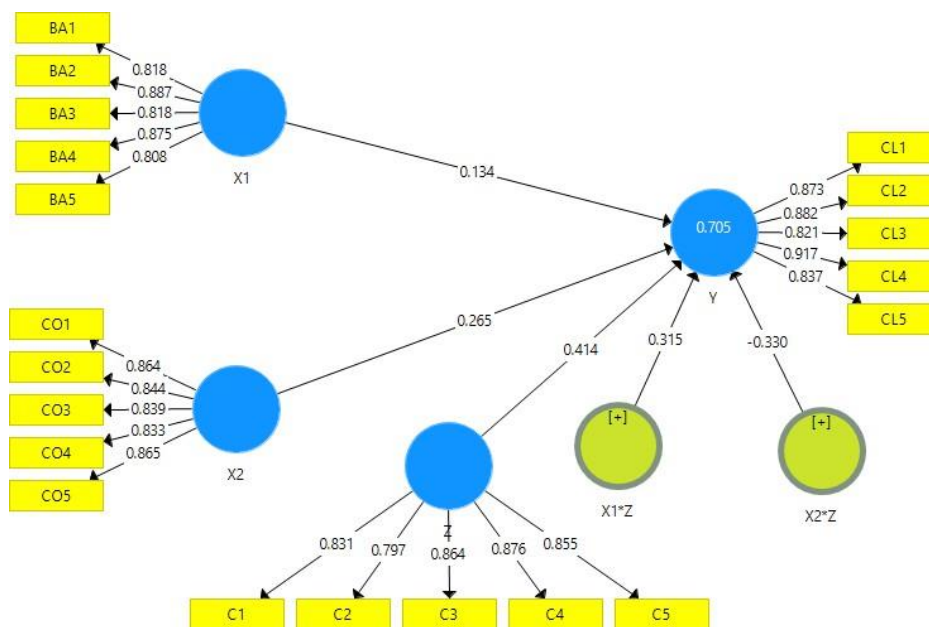 BA1
BA2
BA3
BA4
BA5
0.818
0.887
0.818
0.875
0.808
X1
0.134
CO1
CO2
CO3
CO4
CO5
0.864
0.844
0.839
0.833
0.865
X2
0.265
0.705
Y
CL1
CL2
CL3
CL4
CL5
0.873
0.882
0.821
0.917
0.837
0.414
Z
0.315
[+]
X1*Z
-0.330
[+]
X2*Z
0.831
0.797
0.864
0.876
0.855
C1
C2
C3
C4
C5